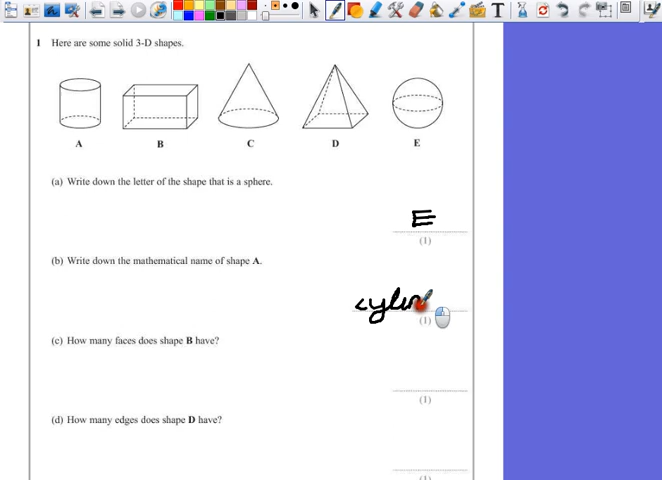 1 Here are some solid 3-D shapes.
A B C D E
(a) Write down the letter of the shape that is a sphere.
E
(1)
(b) Write down the mathematical name of shape A.
cylin
(1)
(c) How many faces does shape B have?
(1)
(d) How many edges does shape D have?
(1)